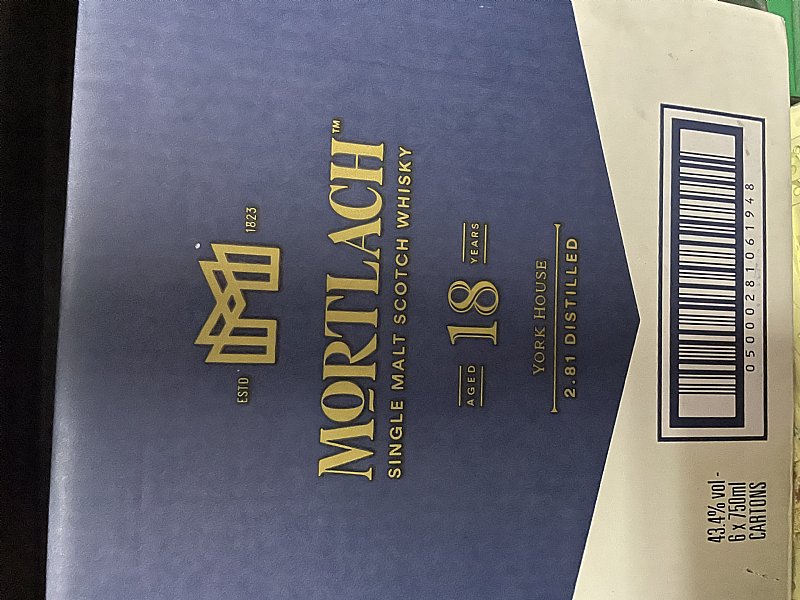 ESTD 1823
MORTLACH™
SINGLE MALT SCOTCH WHISKY
AGED 18 YEARS
YORK HOUSE
2.81 DISTILLED
05000281061948
43.4% vol -
6 x 750ml
CARTONS